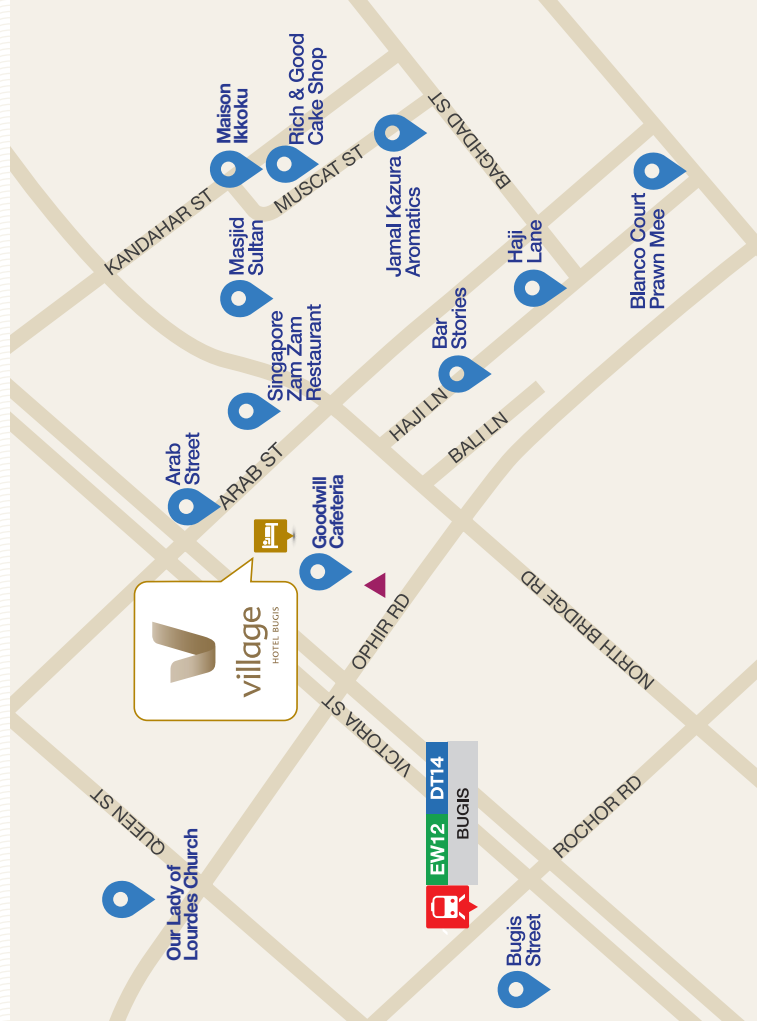 Our Lady of
Lourdes Church
QUEEN ST
village
HOTEL BUGIS
Arab
Street
ARAB ST
Goodwill
Cafeteria
Singapore
Zam Zam
Restaurant
Masjid
Sultan
KANDAHAR ST
Maison
Ikkoku
Rich & Good
Cake Shop
MUSCAT ST
Jamal Kazura
Aromatics
BAGHDAD ST
Bar
Stories
Haji
Lane
HAJI LN
BALI LN
Blanco Court
Prawn Mee
OPHIR RD
VICTORIA ST
NORTH BRIDGE RD
EW12 DT14
BUGIS
ROCHOR RD
Bugis
Street